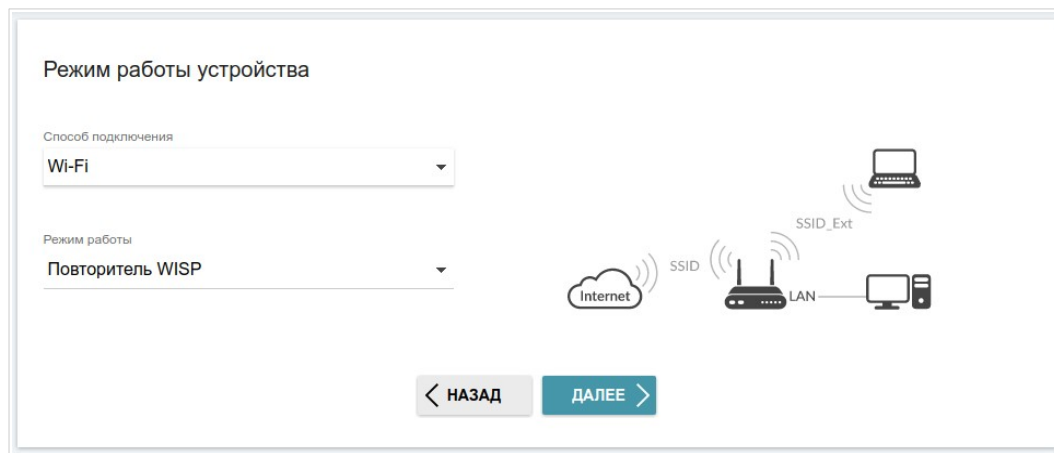 Режим работы устройства
Способ подключения
Wi-Fi
Режим работы
Повторитель WISP
SSID_Ext
SSID
Internet
LAN
НАЗАД
ДАЛЕЕ